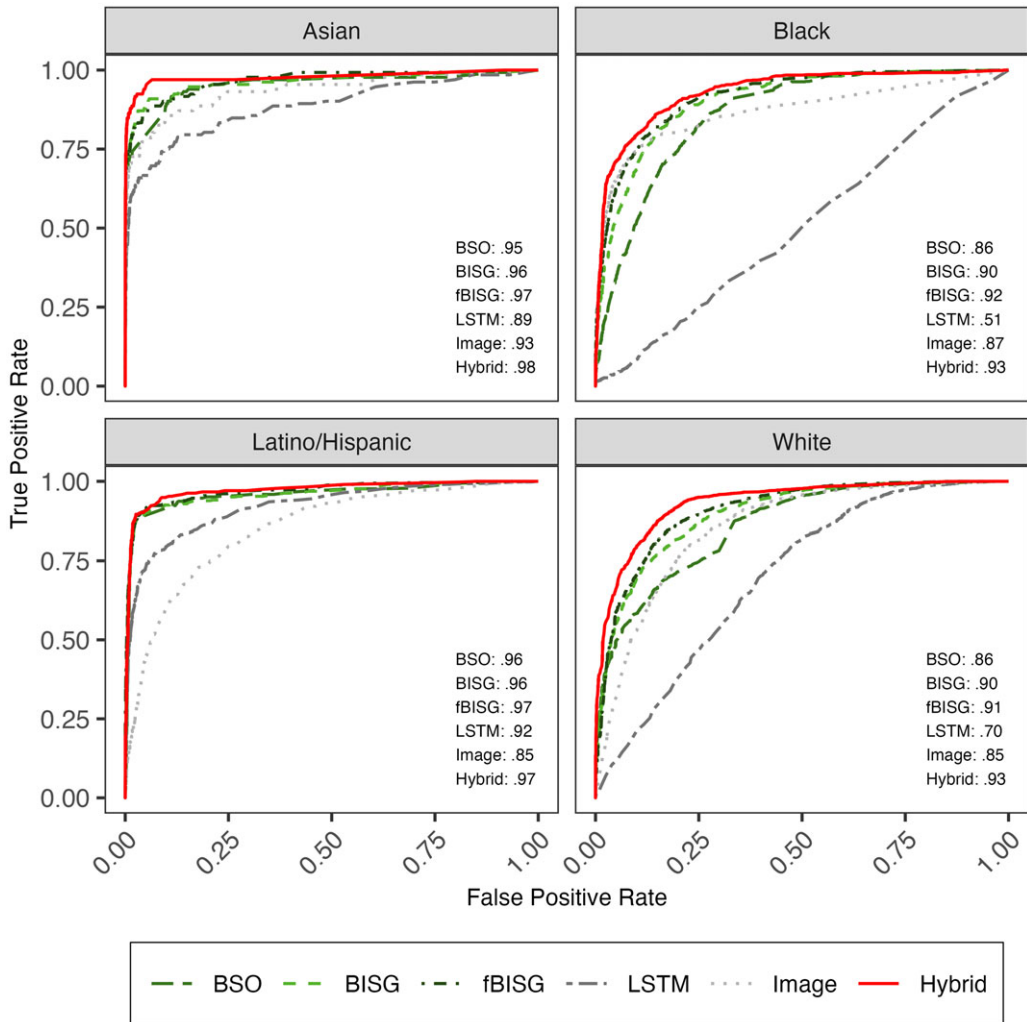 Asian
Black
1.00
0.75
0.50
0.25
0.00
BSO: .95
BISG: .96
fBISG: .97
LSTM: .89
Image: .93
Hybrid: .98
BSO: .86
BISG: .90
fBISG: .92
LSTM: .51
Image: .87
Hybrid: .93
True Positive Rate
Latino/Hispanic
White
1.00
0.75
0.50
0.25
0.00
BSO: .96
BISG: .96
fBISG: .97
LSTM: .92
Image: .85
Hybrid: .97
BSO: .86
BISG: .90
fBISG: .91
LSTM: .70
Image: .85
Hybrid: .93
0.00 0.25 0.50 0.75 1.00
0.00 0.25 0.50 0.75 1.00
False Positive Rate
BSO BISG fBISG LSTM Image Hybrid